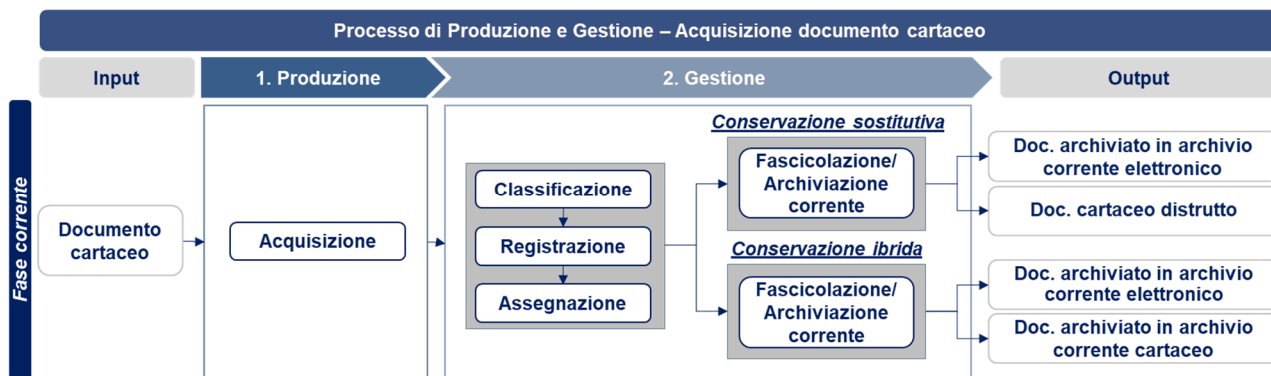 Processo di Produzione e Gestione – Acquisizione documento cartaceo
Input
1. Produzione
2. Gestione
Output
Fase corrente
Documento
cartaceo
Acquisizione
Classificazione
Registrazione
Assegnazione
Conservazione sostitutiva
Fascicolazione/
Archiviazione
corrente
Conservazione ibrida
Fascicolazione/
Archiviazione
corrente
Doc. archiviato in archivio
corrente elettronico
Doc. cartaceo distrutto
Doc. archiviato in archivio
corrente elettronico
Doc. archiviato in archivio
corrente cartaceo